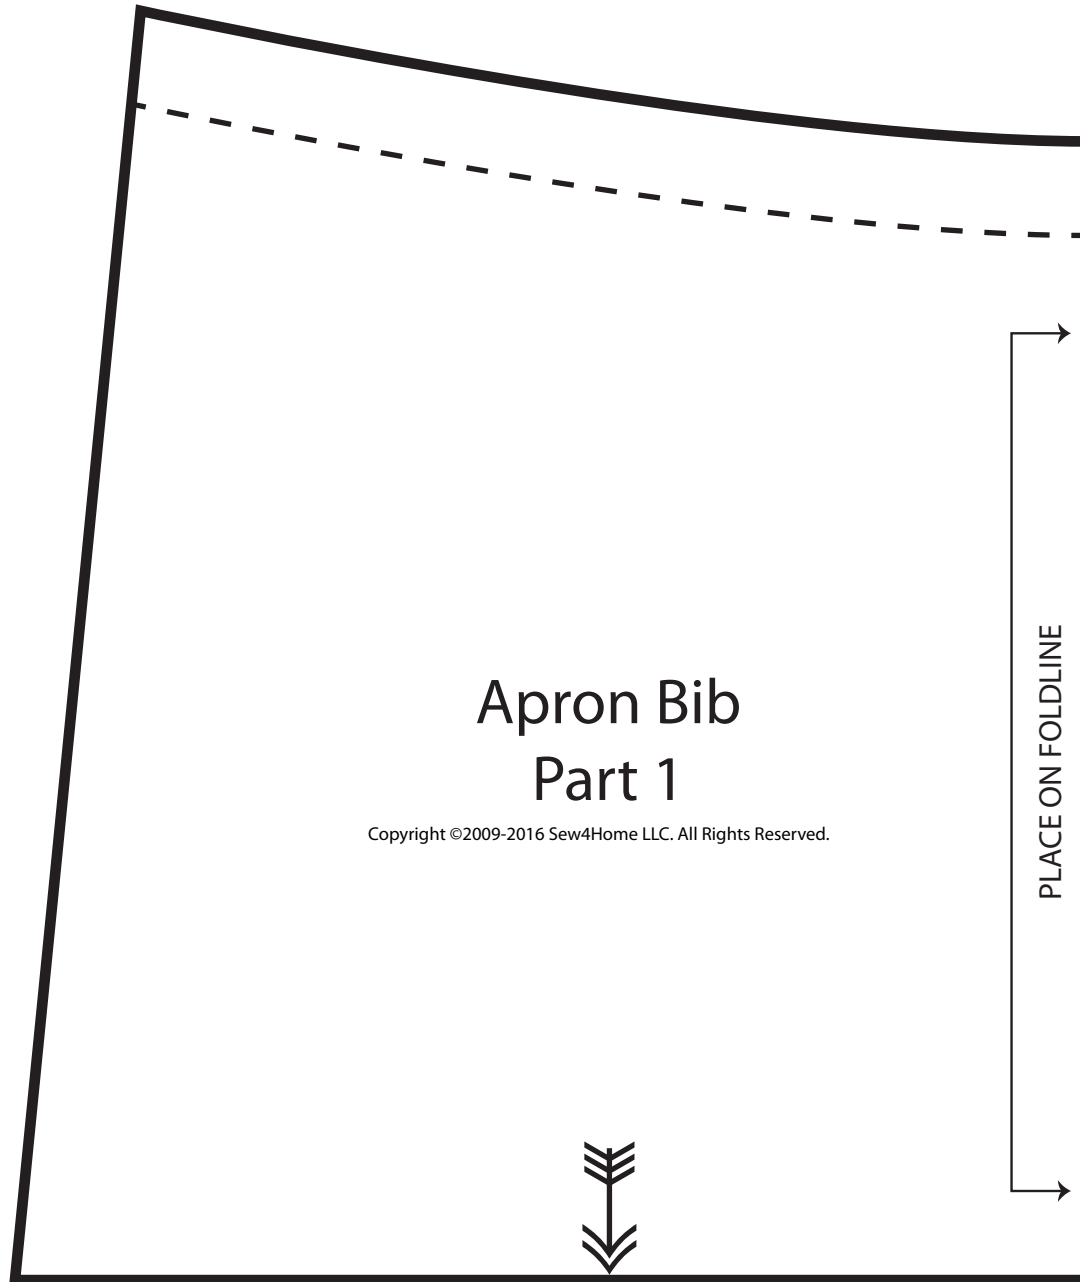 Apron Bib
Part 1
Copyright ©2009-2016 Sew4Home LLC. All Rights Reserved.
PLACE ON FOLDLINE